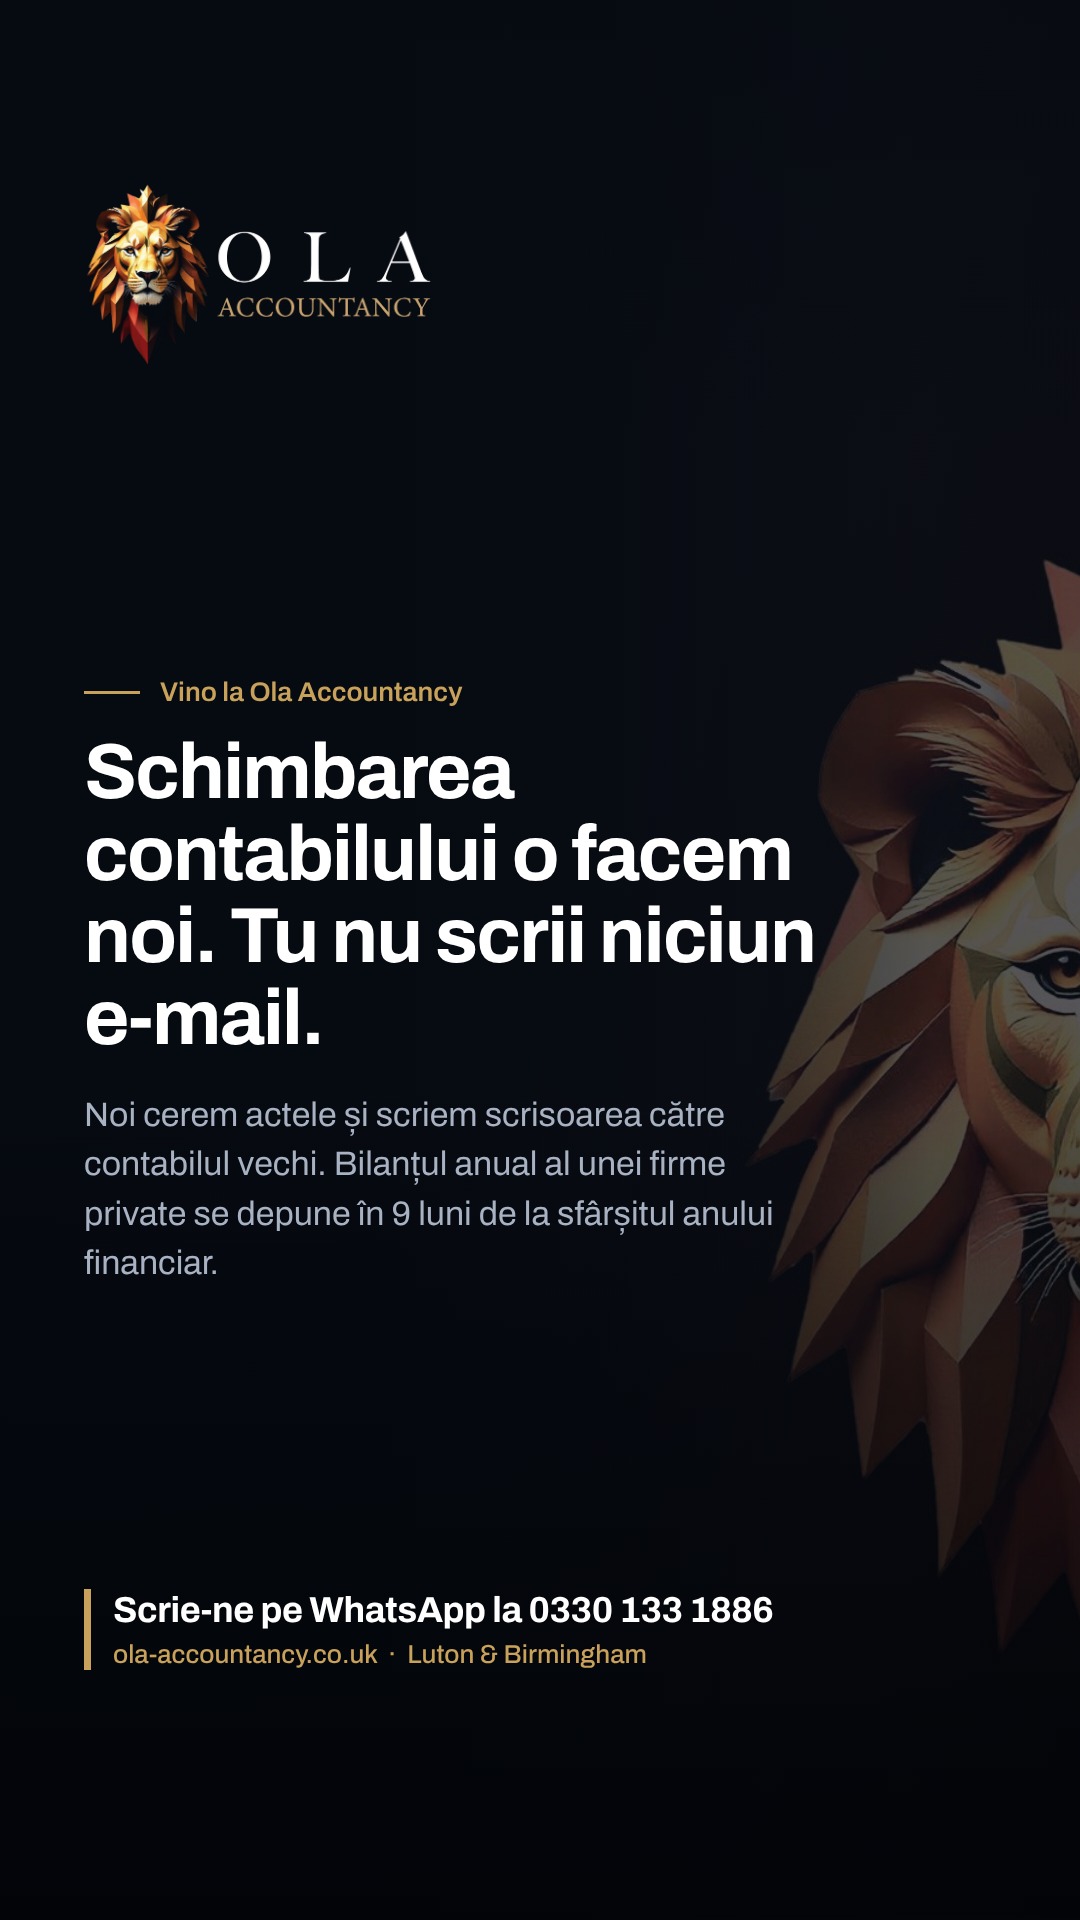 OLA
ACCOUNTANCY
Vino la Ola Accountancy
Schimbarea
contabilului o facem
noi. Tu nu scrii niciun
e-mail.
Noi cerem actele și scriem scrisoarea către
contabilul vechi. Bilanțul anual al unei firme
private se depune în 9 luni de la sfârșitul anului
financiar.
Scrie-ne pe WhatsApp la 0330 133 1886
ola-accountancy.co.uk · Luton & Birmingham